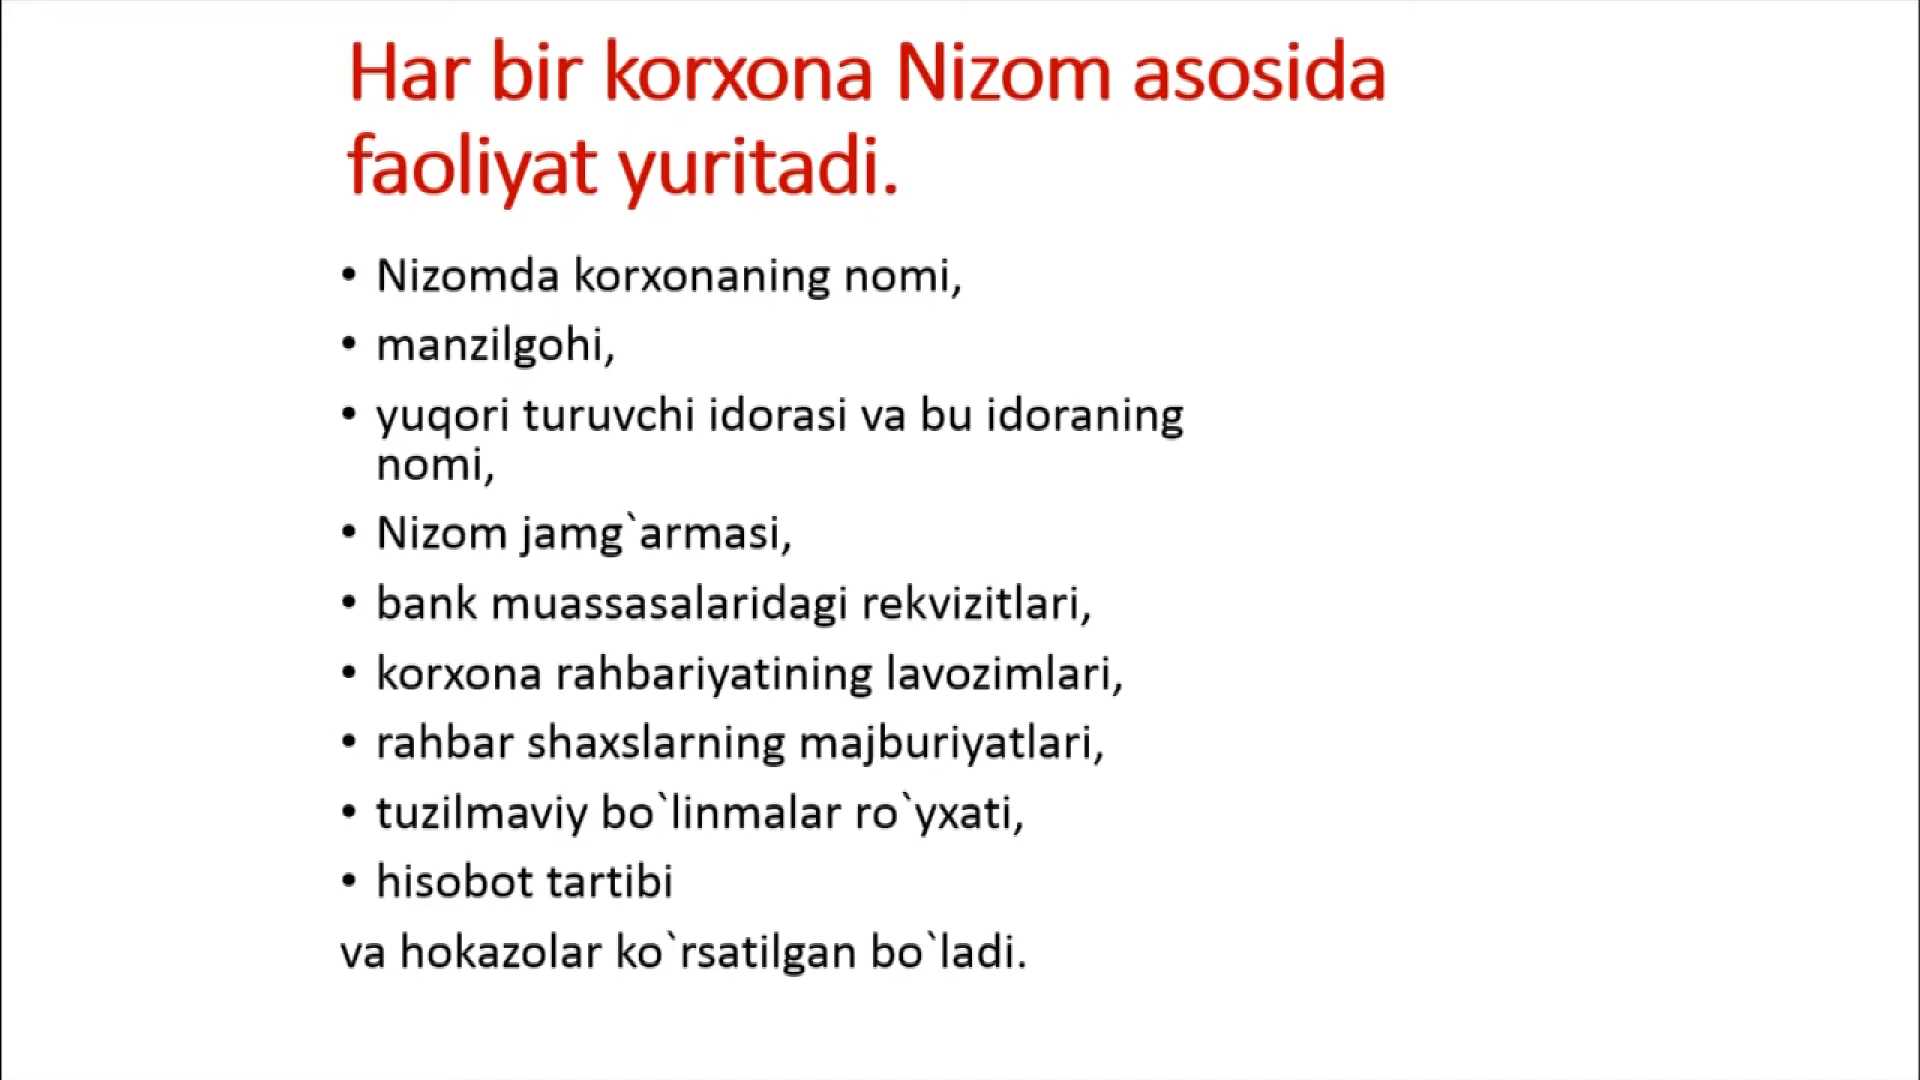 Har bir korxona Nizom asosida
faoliyat yuritadi.
• Nizomda korxonaning nomi,
• manzilgohi,
• yuqori turuvchi idorasi va bu idoraning
nomi,
• Nizom jamg`armasi,
• bank muassasalaridagi rekvizitlari,
• korxona rahbariyatining lavozimlari,
• rahbar shaxslarning majburiyatlari,
• tuzilmaviy bo`linmalar ro`yxati,
• hisobot tartibi
va hokazolar ko`rsatilgan bo`ladi.